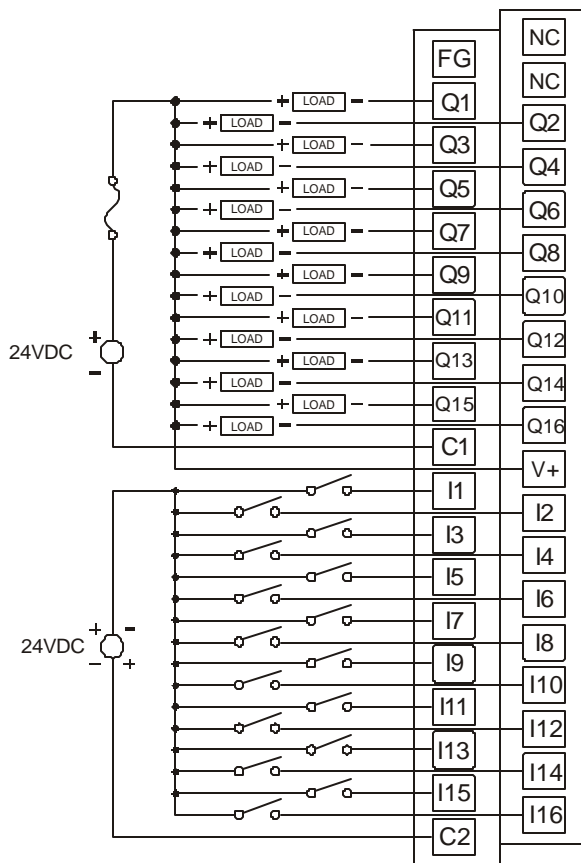 NC
FG
NC
+ LOAD - Q1
+ LOAD - Q2
+ LOAD - Q3
+ LOAD - Q4
+ LOAD - Q5
+ LOAD - Q6
+ LOAD - Q7
+ LOAD - Q8
+ LOAD - Q9
+ LOAD - Q10
+ LOAD - Q11
+ LOAD - Q12
24VDC + -
+ LOAD - Q13
+ LOAD - Q14
+ LOAD - Q15
+ LOAD - Q16
C1
V+
I1
I2
I3
I4
I5
I6
I7
24VDC + - - +
I8
I9
I10
I11
I12
I13
I14
I15
I16
C2